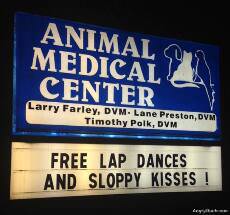 ANIMAL
MEDICAL
CENTER
Larry Farley, DVM - Lane Preston, DVM
Timothy Polk, DVM
FREE LAP DANCES
AND SLOPPY KISSES !